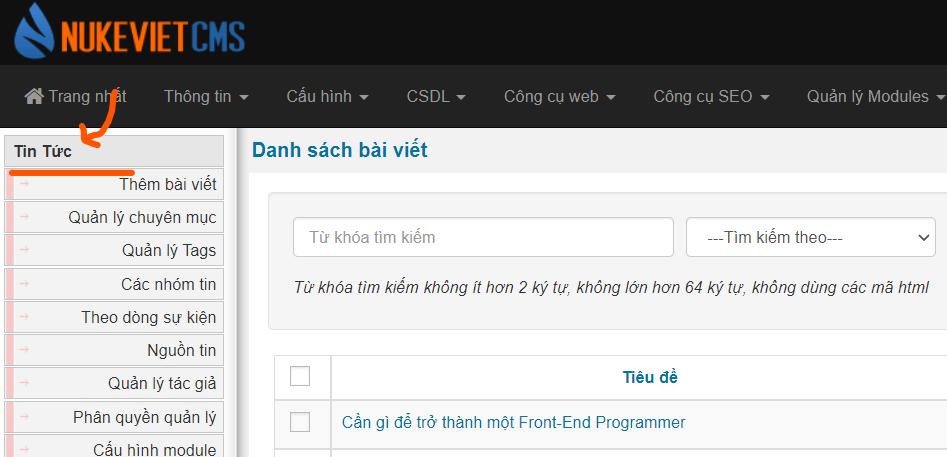 NUKEVIETCMS
Trang nhất Thông tin Cấu hình CSDL Công cụ web Công cụ SEO Quản lý Modules
Tin Tức
Thêm bài viết
Quản lý chuyên mục
Quản lý Tags
Các nhóm tin
Theo dòng sự kiện
Nguồn tin
Quản lý tác giả
Phân quyền quản lý
Cấu hình module
Danh sách bài viết
Từ khóa tìm kiếm ---Tìm kiếm theo---
Từ khóa tìm kiếm không ít hơn 2 ký tự, không lớn hơn 64 ký tự, không dùng các mã html
Tiêu đề
Cần gì để trở thành một Front-End Programmer